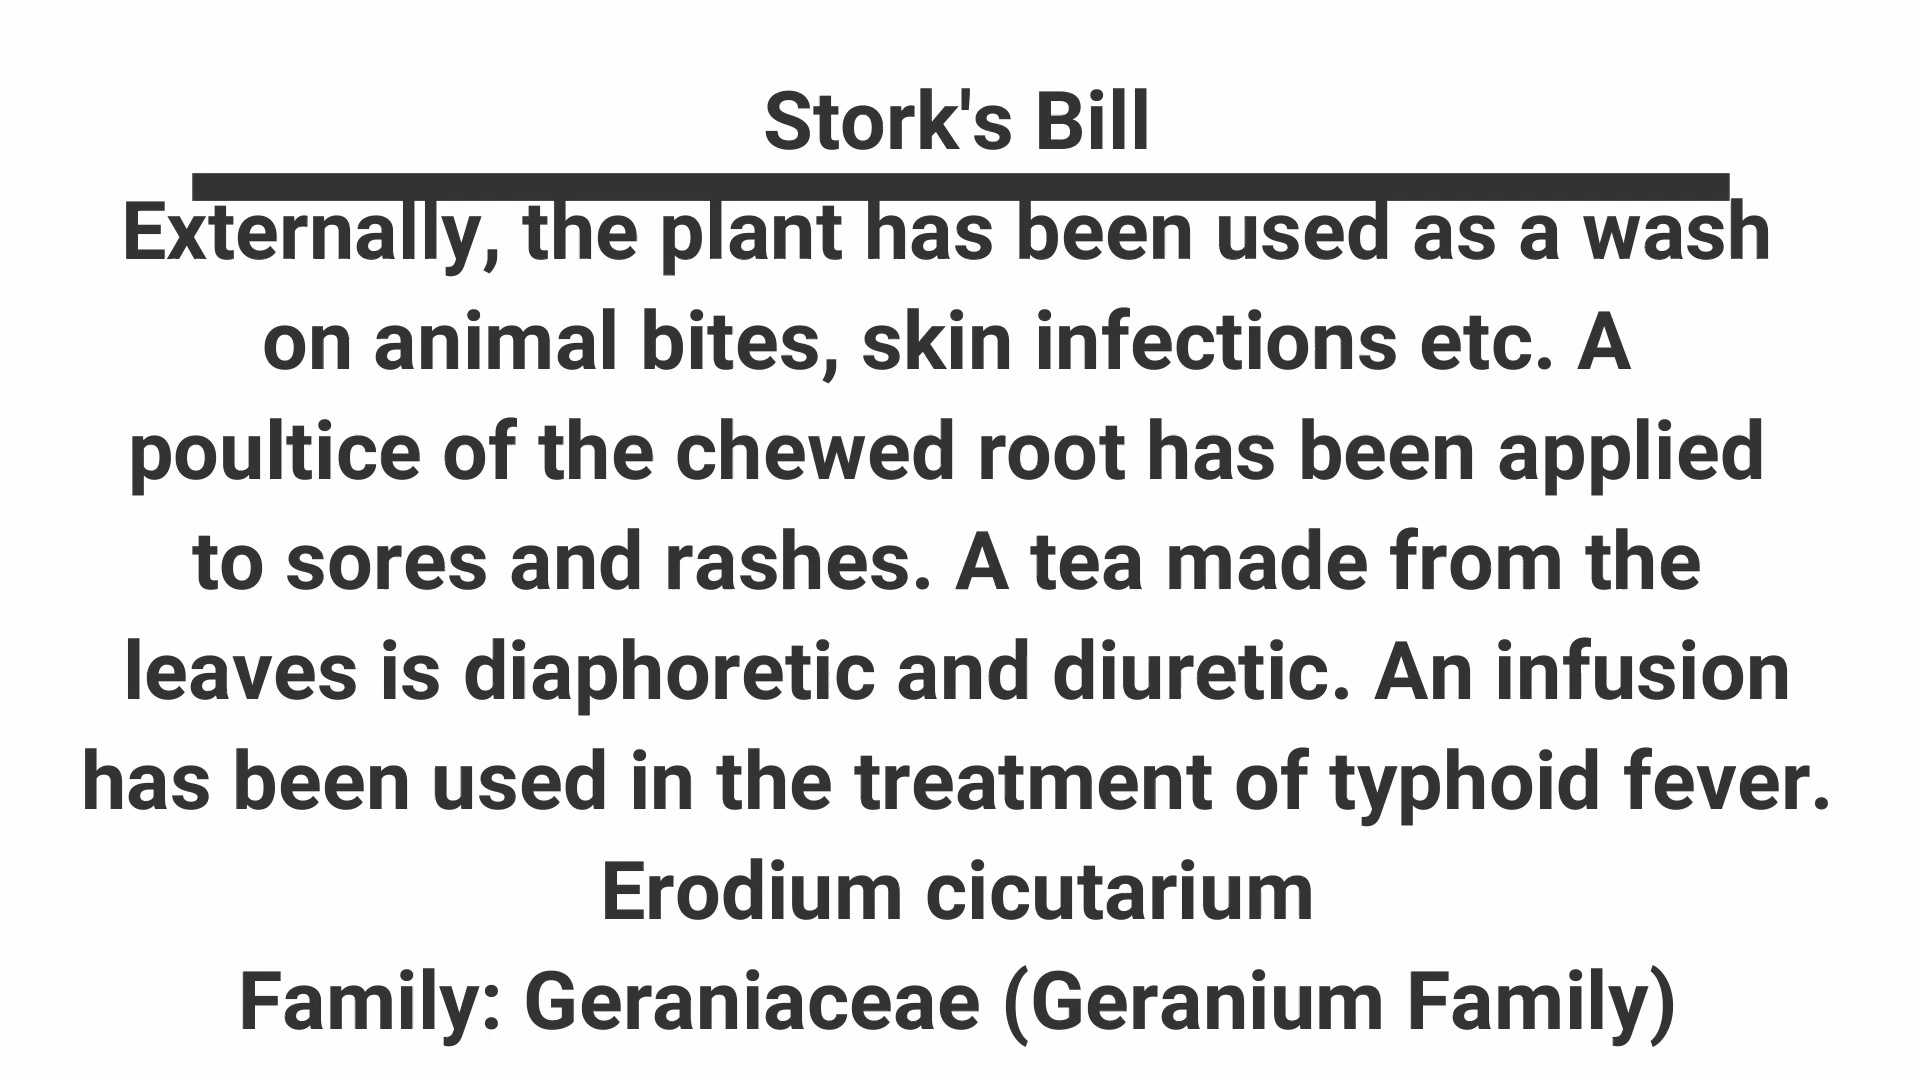 Stork's Bill
Externally, the plant has been used as a wash
on animal bites, skin infections etc. A
poultice of the chewed root has been applied
to sores and rashes. A tea made from the
leaves is diaphoretic and diuretic. An infusion
has been used in the treatment of typhoid fever.
Erodium cicutarium
Family: Geraniaceae (Geranium Family)